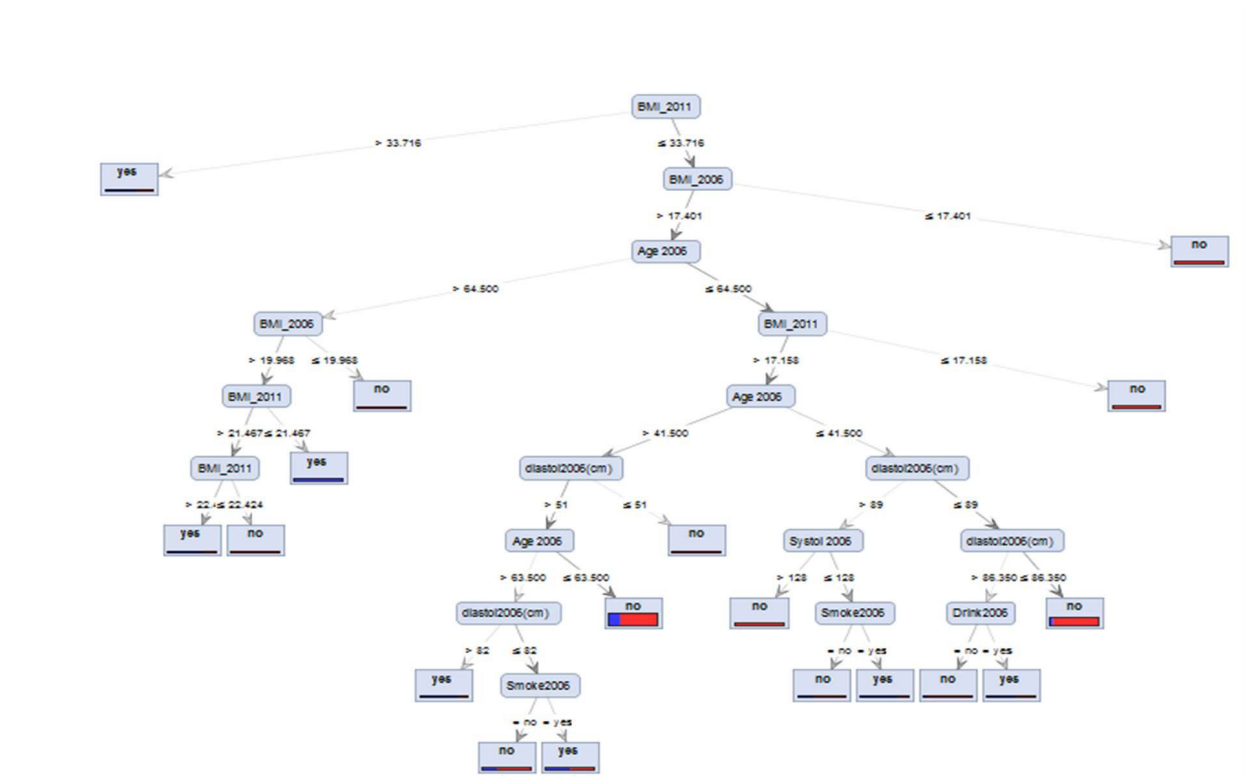 BMI_2011
> 33.716 ≤ 33.716
yes
BMI_2006
> 17.401 ≤ 17.401
Age 2006
no
> 64.500 ≤ 64.500
BMI_2006 BMI_2011
> 19.968 ≤ 19.968 > 17.158 ≤ 17.158
no no
BMI_2011 Age 2006
> 21.467 ≤ 21.467 > 41.500 ≤ 41.500
yes
BMI_2011 diastol2006(cm) diastol2006(cm)
> 22. ≤ 22.424 > 51 ≤ 51 > 89 ≤ 89
yes no no
Age 2006 Systol 2006 diastol2006(cm)
> 63.500 ≤ 63.500 > 128 ≤ 128 > 86.350 ≤ 86.350
no no no
diastol2006(cm) Smoke2006 Drink2006
> 82 ≤ 82 = no = yes = no = yes
yes no yes no yes
Smoke2006
= no = yes
no yes